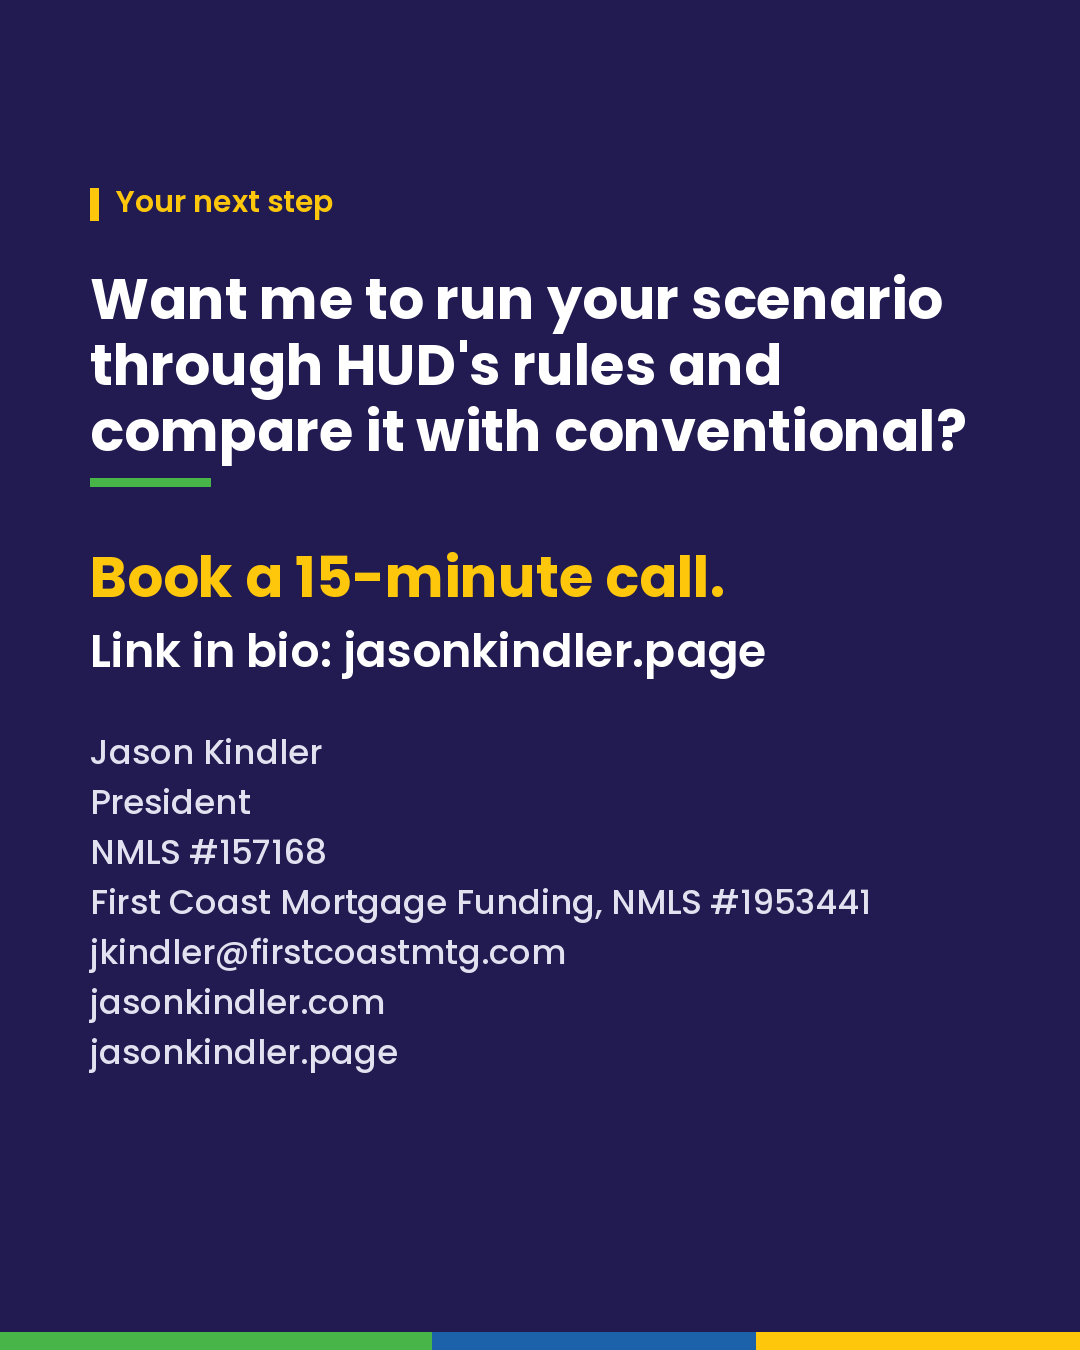 Your next step
Want me to run your scenario
through HUD's rules and
compare it with conventional?
Book a 15-minute call.
Link in bio: jasonkindler.page
Jason Kindler
President
NMLS #157168
First Coast Mortgage Funding, NMLS #1953441
jkindler@firstcoastmtg.com
jasonkindler.com
jasonkindler.page